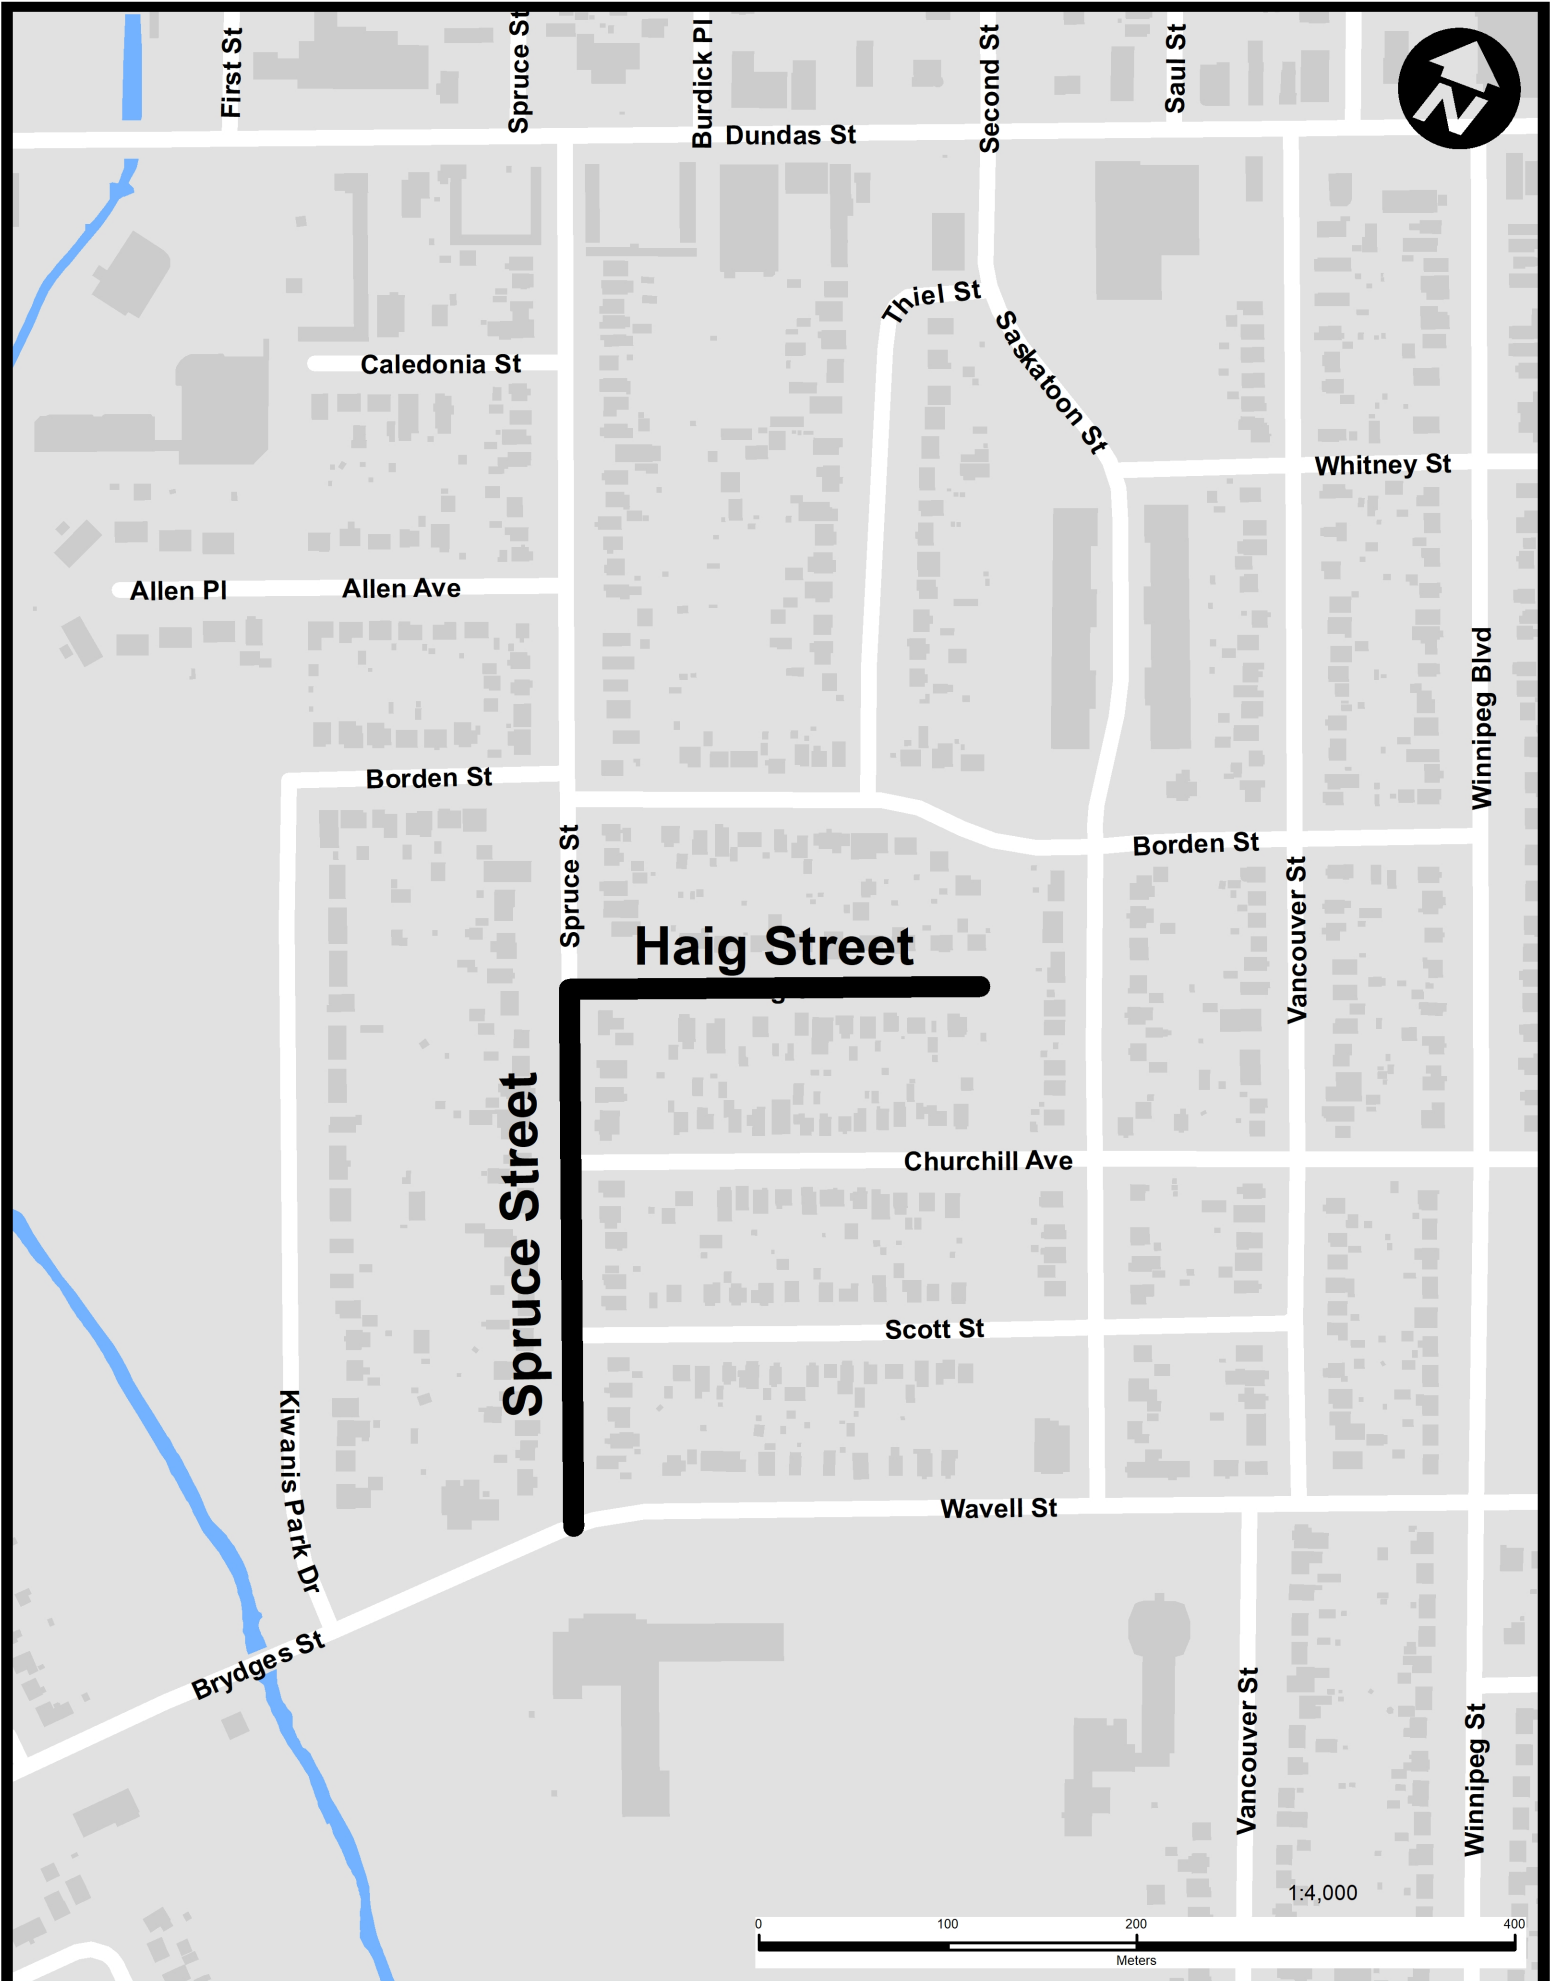 First St
Spruce St
Burdick Pl
Second St
Saul St
N
Dundas St
Thiel St
Saskatoon St
Caledonia St
Whitney St
Allen Pl
Allen Ave
Winnipeg Blvd
Borden St
Borden St
Spruce St
Vancouver St
Haig Street
Spruce Street
Churchill Ave
Scott St
Kiwanis Park Dr
Wavell St
Brydges St
Vancouver St
Winnipeg St
1:4,000
0 100 200 400
Meters